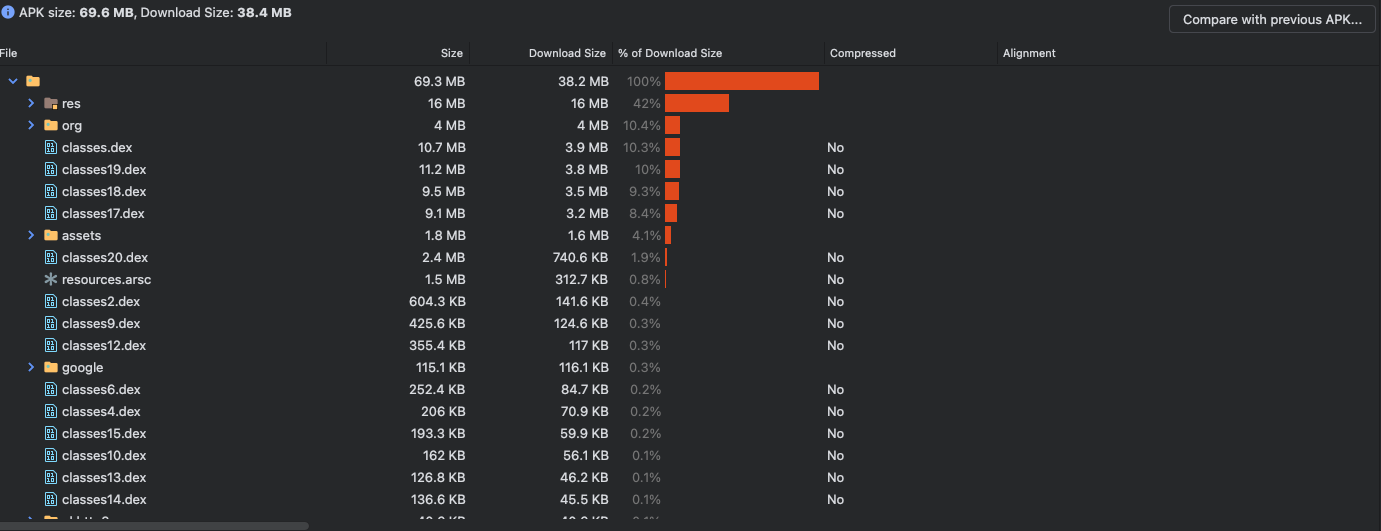 APK size: 69.6 MB, Download Size: 38.4 MB
Compare with previous APK...
File Size Download Size % of Download Size Compressed Alignment
69.3 MB 38.2 MB 100%
res 16 MB 16 MB 42%
org 4 MB 4 MB 10.4%
classes.dex 10.7 MB 3.9 MB 10.3% No
classes19.dex 11.2 MB 3.8 MB 10% No
classes18.dex 9.5 MB 3.5 MB 9.3% No
classes17.dex 9.1 MB 3.2 MB 8.4% No
assets 1.8 MB 1.6 MB 4.1%
classes20.dex 2.4 MB 740.6 KB 1.9% No
resources.arsc 1.5 MB 312.7 KB 0.8% No
classes2.dex 604.3 KB 141.6 KB 0.4% No
classes9.dex 425.6 KB 124.6 KB 0.3% No
classes12.dex 355.4 KB 117 KB 0.3% No
google 115.1 KB 116.1 KB 0.3%
classes6.dex 252.4 KB 84.7 KB 0.2% No
classes4.dex 206 KB 70.9 KB 0.2% No
classes15.dex 193.3 KB 59.9 KB 0.2% No
classes10.dex 162 KB 56.1 KB 0.1% No
classes13.dex 126.8 KB 46.2 KB 0.1% No
classes14.dex 136.6 KB 45.5 KB 0.1% No